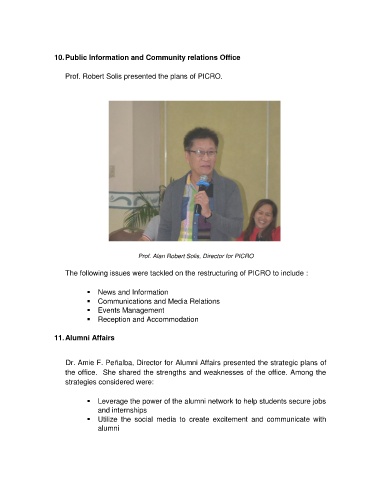 10. Public Information and Community relations Office
Prof. Robert Solis presented the plans of PICRO.
Prof. Alan Robert Solis, Director for PICRO
The following issues were tackled on the restructuring of PICRO to include :
▪ News and Information
▪ Communications and Media Relations
▪ Events Management
▪ Reception and Accommodation
11. Alumni Affairs
Dr. Amie F. Peñalba, Director for Alumni Affairs presented the strategic plans of
the office. She shared the strengths and weaknesses of the office. Among the
strategies considered were:
▪ Leverage the power of the alumni network to help students secure jobs
and internships
▪ Utilize the social media to create excitement and communicate with
alumni